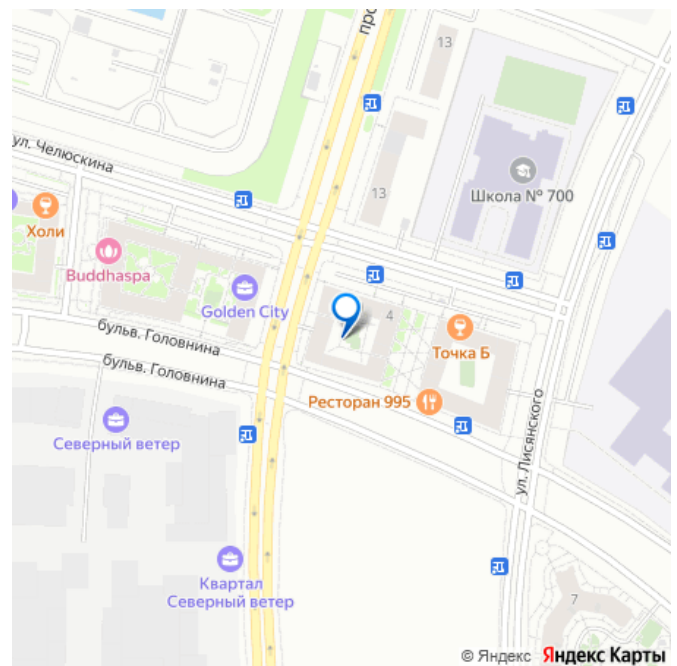 про
13
ул. Челюскина
13
Школа № 700
Холи
Buddhaspa
Golden City
4
Точка Б
бульв. Головнина
бульв. Головнина
Ресторан 995
Северный ветер
ул. Лисянского
Квартал
Северный ветер
7
© Яндекс Яндекс Карты